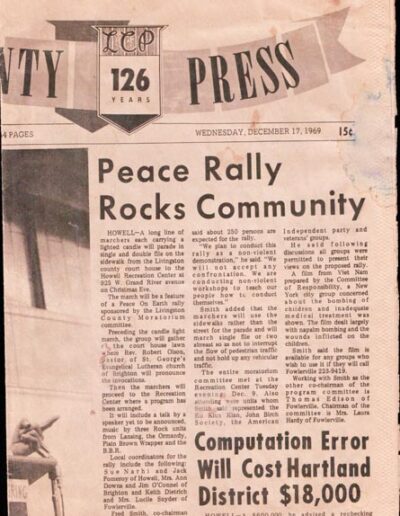 NTY
LCP
126
YEARS
PRESS
4 PAGES
WEDNESDAY, DECEMBER 17, 1969
15¢
Peace Rally
Rocks Community
HOWELL—A long line of
marchers each carrying a
lighted candle will parade in
single and double file on the
sidewalk from the Livingston
county court house to the
Howell Recreation Center at
925 W. Grand River avenue
on Christmas Eve.
The march will be a feature
of a Peace On Earth rally
sponsored by the Livingston
County Moratorium
committee.
Preceding the candle light
march, the group will gather
the court house lawn
Rev. Robert Olson,
Pastor of St. George's
Evangelical Lutheran church
of Brighton will pronounce
the invocations.
Then the marchers will
proceed to the Recreation
Center where a program has
been arranged.
It will include a talk by a
speaker yet to be announced,
music by three Rock units
from Lansing, the Ormandy,
Plain Brown Wrapper and the
B.B.R.
Local coordinators for the
rally include the following:
Sue Narhi and Jack
Pomeroy of Howell, Mrs. Ann
Downs and Jim O'Connel of
Brighton and Keith Dietrich
and Mrs. Lucile Snyder of
Fowlerville.
Fred Smith, co-chairman
said about 250 persons are
expected for the rally.
"We plan to conduct this
rally as a non-violent
demonstration," he said. "We
will not accept any
confrontation. We are
conducting non-violent
workshops to teach our
people how to conduct
themselves."
Smith added that the
marchers will use the
sidewalks rather than the
street for the parade and will
march single file or two
abreast so as not to interrupt
the flow of pedestrian traffic
and not hold up any vehicular
traffic.
The entire moratorium
committee met at the
Recreation Center Tuesday
evening, Dec. 9. Also
attending were units whom
Smith said represented the
Ku Klux Klan, John Birch
Society, the American
Independent party and
veterans' groups.
He said following
discussions all groups were
permitted to present their
views on the proposed rally.
A film from Viet Nam
prepared by the Committee
of Responsibility, a New
York city group concerned
about the bombing of
children and inadequate
medical treatment was
shown. The film dealt largely
with napalm bombing and the
wounds inflicted on the
children.
Smith said the film is
available for any groups who
wish to use it if they will call
Fowlerville 223-9419.
Working with Smith as the
other co-chairman of the
program committee is
Thomas Edison of
Fowlerville. Chairman of the
committee is Mrs. Laura
Hardy of Fowlerville.
Computation Error
Will Cost Hartland
District $18,000
RING